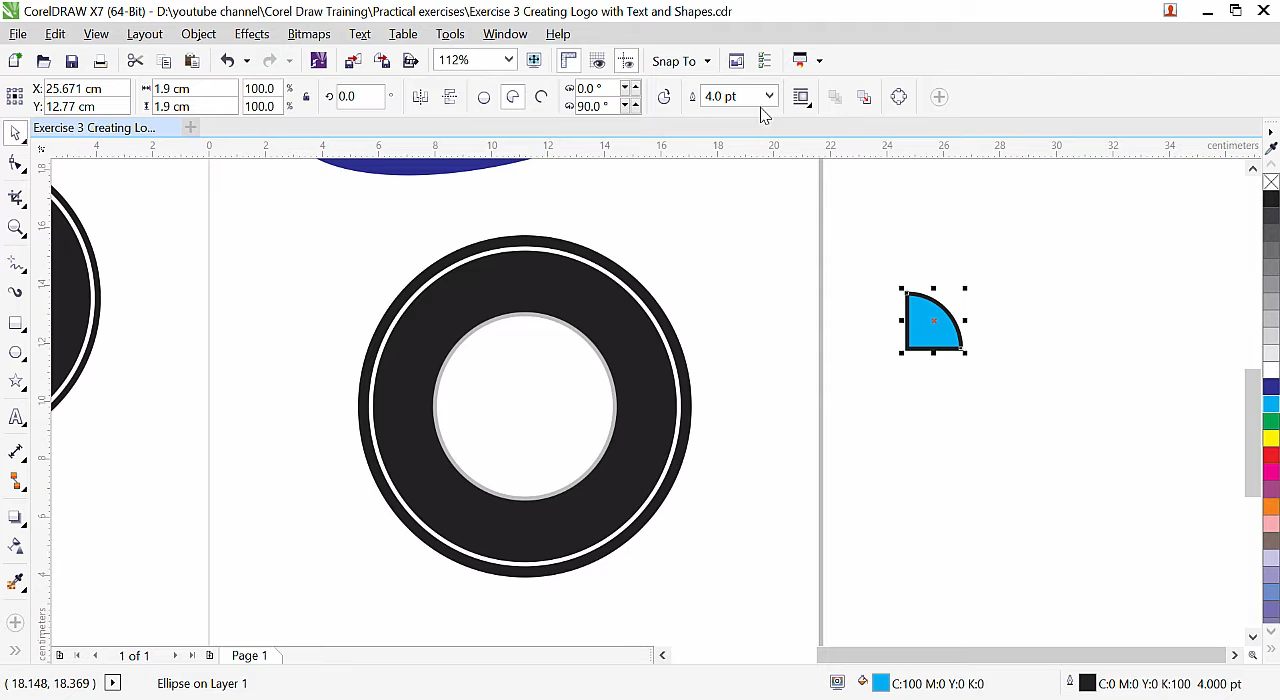 CorelDRAW X7 (64-Bit) - D:\youtube channel\Corel Draw Training\Practical exercises\Exercise 3 Creating Logo with Text and Shapes.cdr
File Edit View Layout Object Effects Bitmaps Text Table Tools Window Help
112% Snap To
X: 25.671 cm 1.9 cm 100.0 % 0.0 ° 0.0 ° 4.0 pt
Y: 12.77 cm 1.9 cm 100.0 % 90.0 °
Exercise 3 Creating Lo...
4 2 0 2 4 6 8 10 12 14 16 18 20 22 24 26 28 30 32 34 centimeters
18
16
14
12
10
8
6
4
centimeters
1 of 1 Page 1
( 18.148, 18.369 ) Ellipse on Layer 1 C:100 M:0 Y:0 K:0 C:0 M:0 Y:0 K:100 4.000 pt